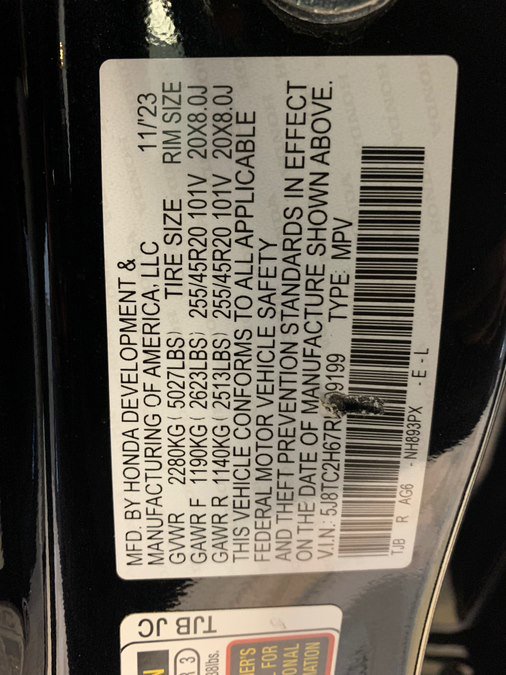 MFD. BY HONDA DEVELOPMENT &
MANUFACTURING OF AMERICA, LLC 11/'23
GVWR 2280KG ( 5027LBS) TIRE SIZE RIM SIZE
GAWR F 1190KG ( 2623LBS) 255/45R20 101V 20X8.0J
GAWR R 1140KG ( 2513LBS) 255/45R20 101V 20X8.0J
THIS VEHICLE CONFORMS TO ALL APPLICABLE
FEDERAL MOTOR VEHICLE SAFETY
AND THEFT PREVENTION STANDARDS IN EFFECT
ON THE DATE OF MANUFACTURE SHOWN ABOVE.
V.I.N: TYPE: MPV
TJB R AG6 - NH893PX - E - L
TJB JC